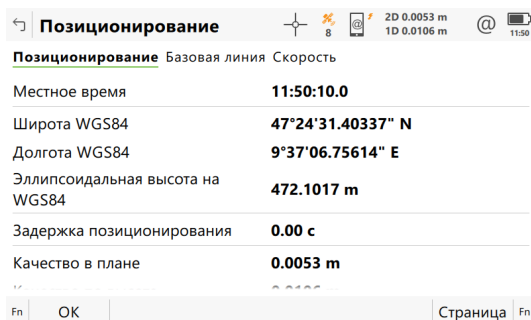 Позиционирование
8
@
2D 0.0053 m
1D 0.0106 m
@
11:50
Позиционирование Базовая линия Скорость
Местное время 11:50:10.0
Широта WGS84 47°24'31.40337" N
Долгота WGS84 9°37'06.75614" E
Эллипсоидальная высота на
WGS84 472.1017 m
Задержка позиционирования 0.00 с
Качество в плане 0.0053 m
Fn OK Страница Fn